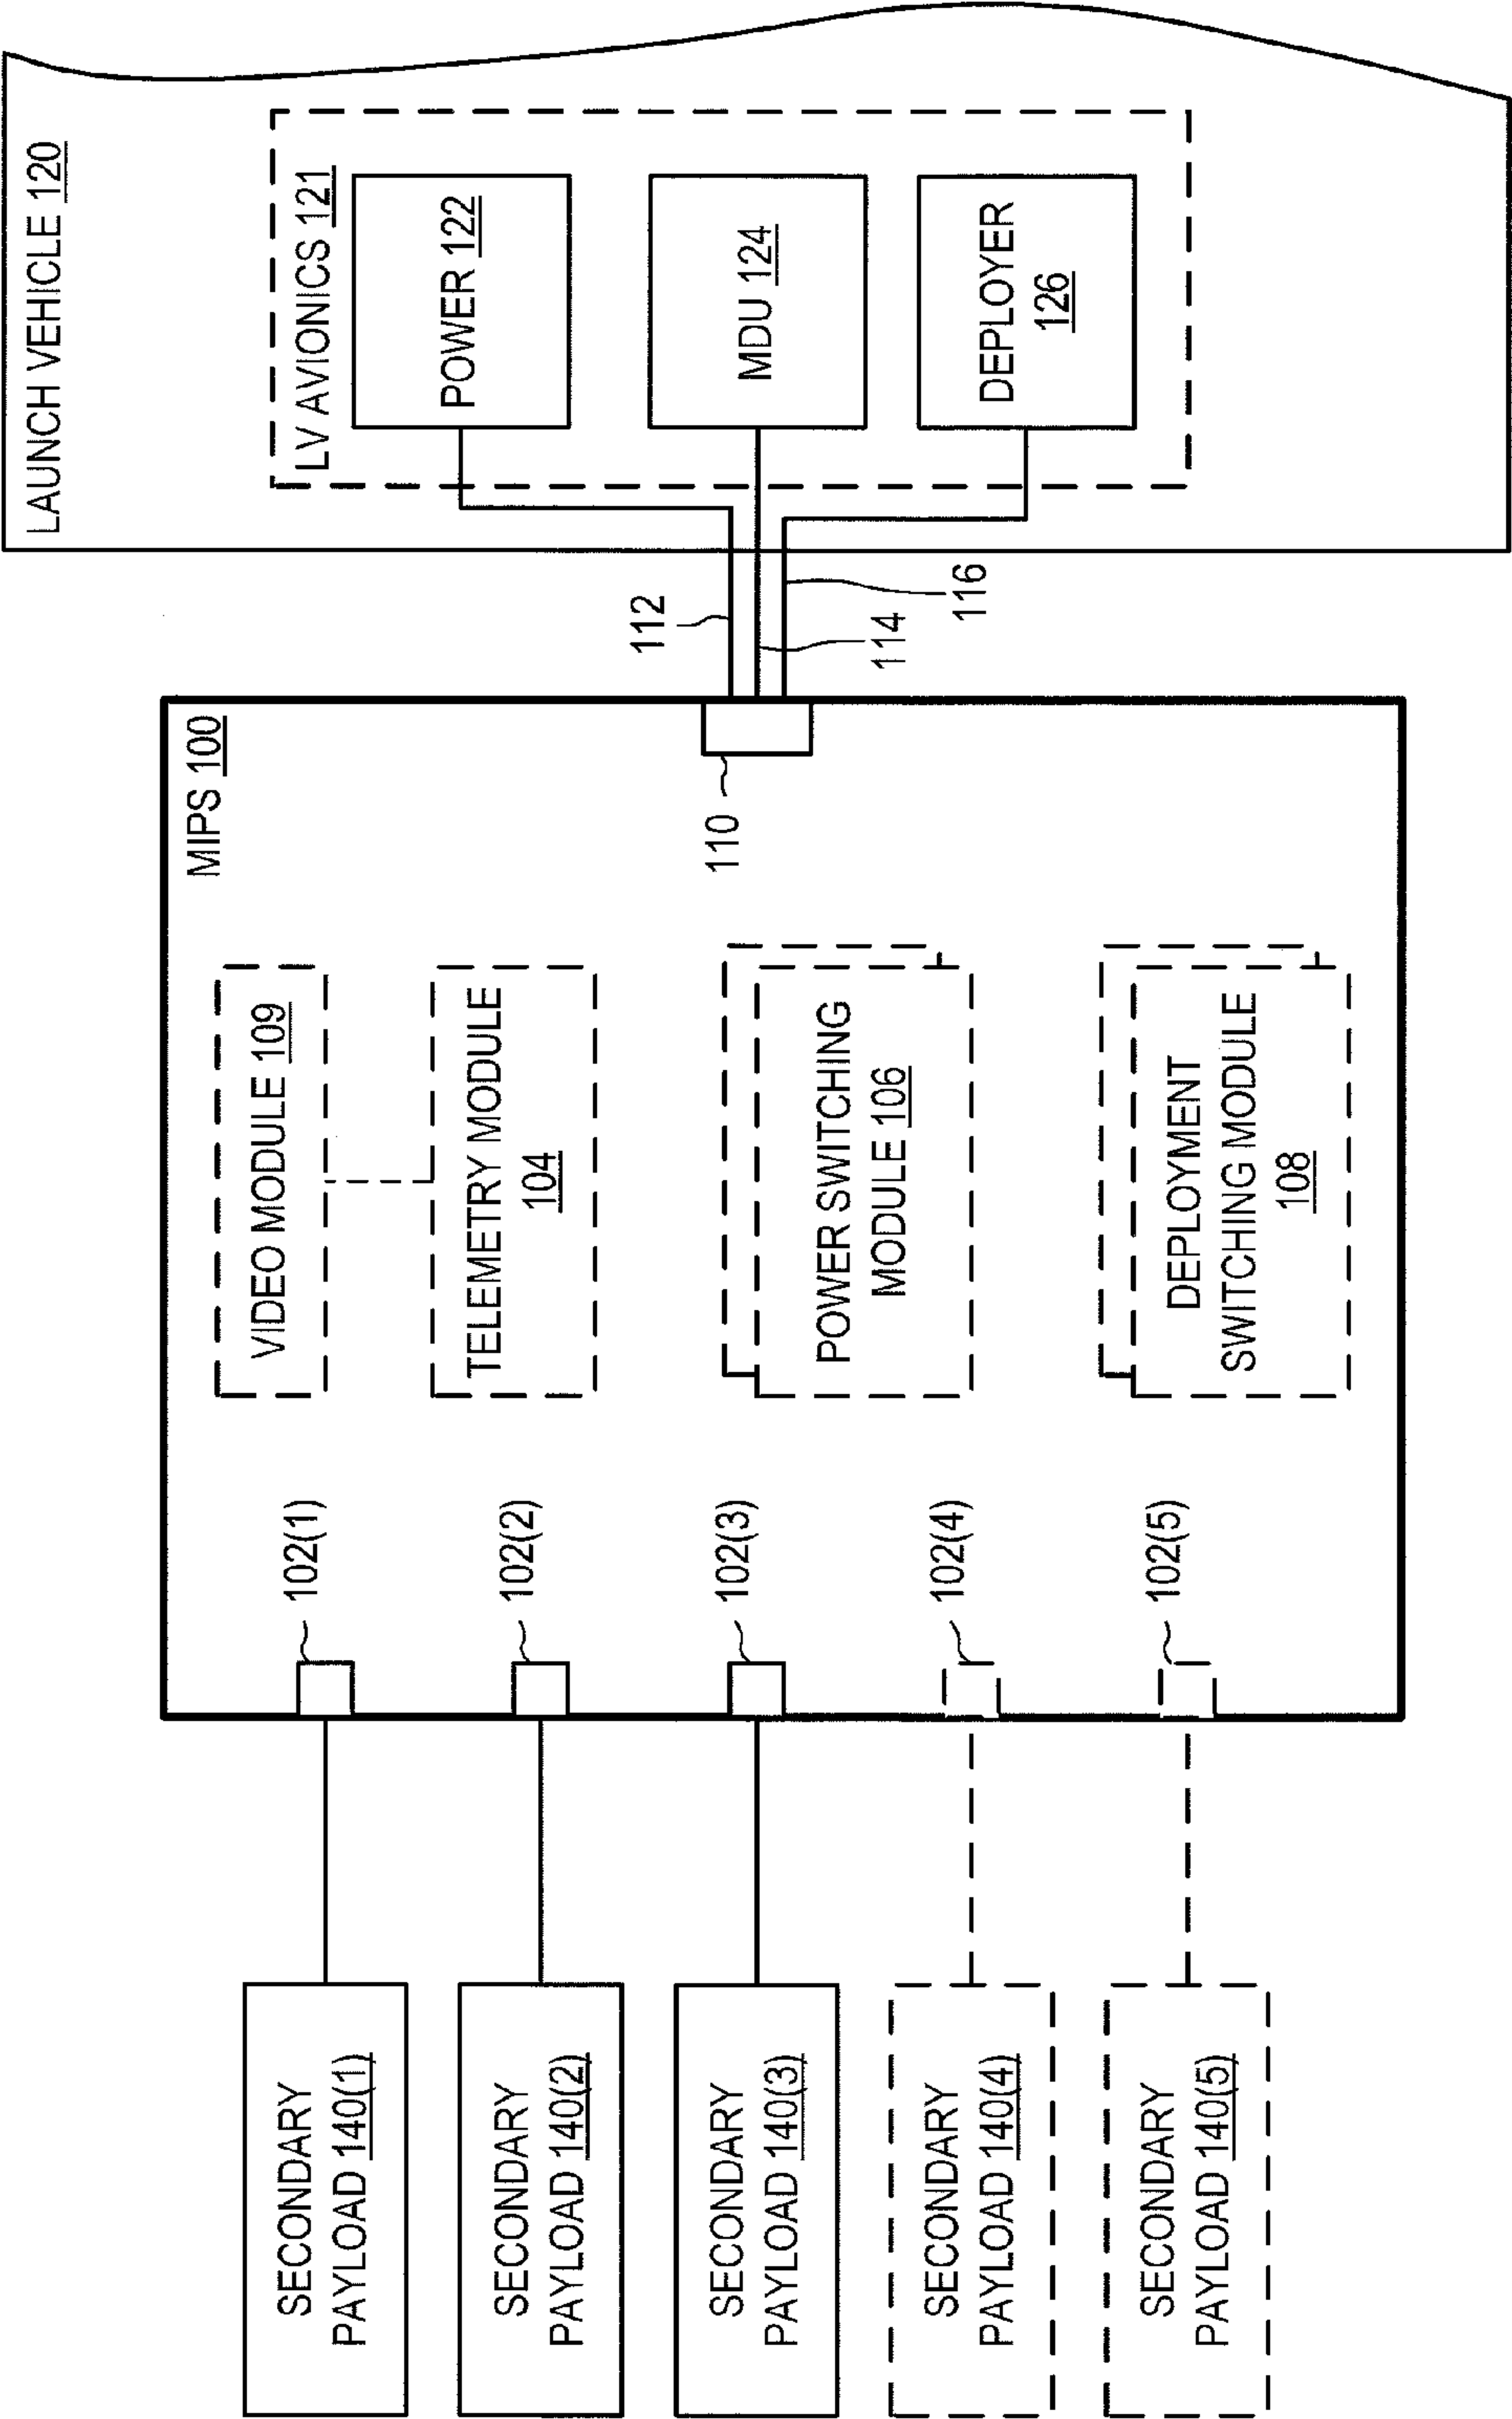 SECONDARY
PAYLOAD 140(1)
SECONDARY
PAYLOAD 140(2)
SECONDARY
PAYLOAD 140(3)
SECONDARY
PAYLOAD 140(4)
SECONDARY
PAYLOAD 140(5)
102(1)
102(2)
102(3)
102(4)
102(5)
MIPS 100
VIDEO MODULE 109
TELEMETRY MODULE
104
POWER SWITCHING
MODULE 106
DEPLOYMENT
SWITCHING MODULE
108
110
112
114
116
LAUNCH VEHICLE 120
LV AVIONICS 121
POWER 122
MDU 124
DEPLOYER
126